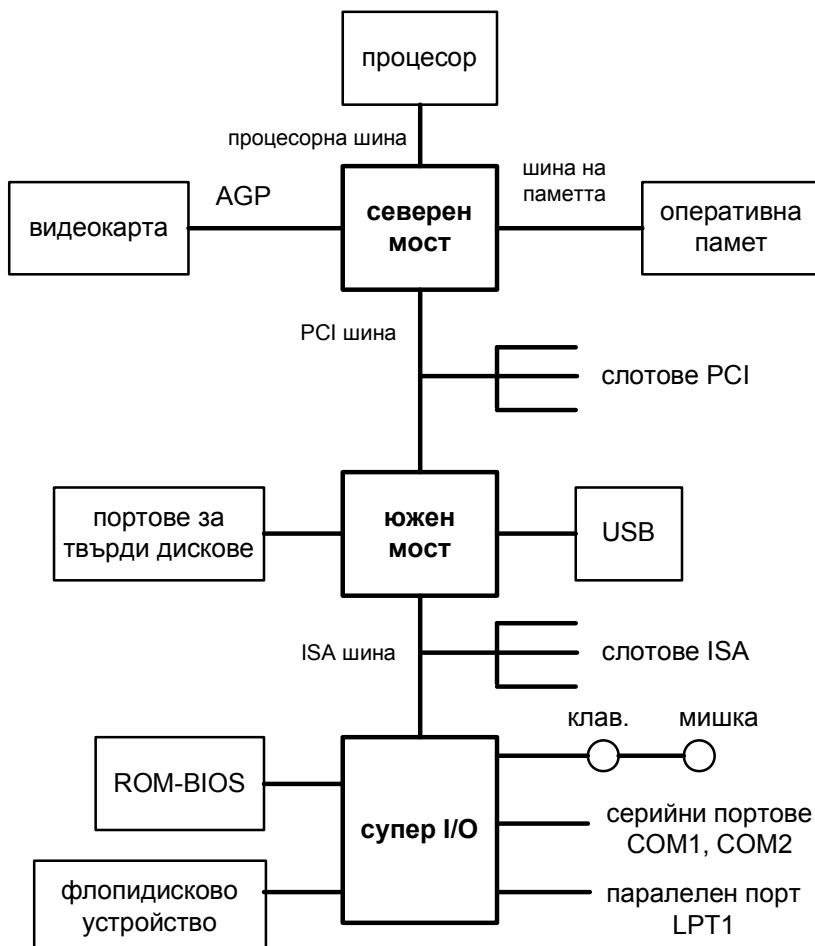 процесор
процесорна шина
AGP
шина на
паметта
видеокарта
северен
мост
оперативна
памет
PCI шина
слотове PCI
портове за
твърди дискове
южен
мост
USB
ISA шина
слотове ISA
клав.
мишка
ROM-BIOS
супер I/O
серийни портове
COM1, COM2
флопидисково
устройство
паралелен порт
LPT1